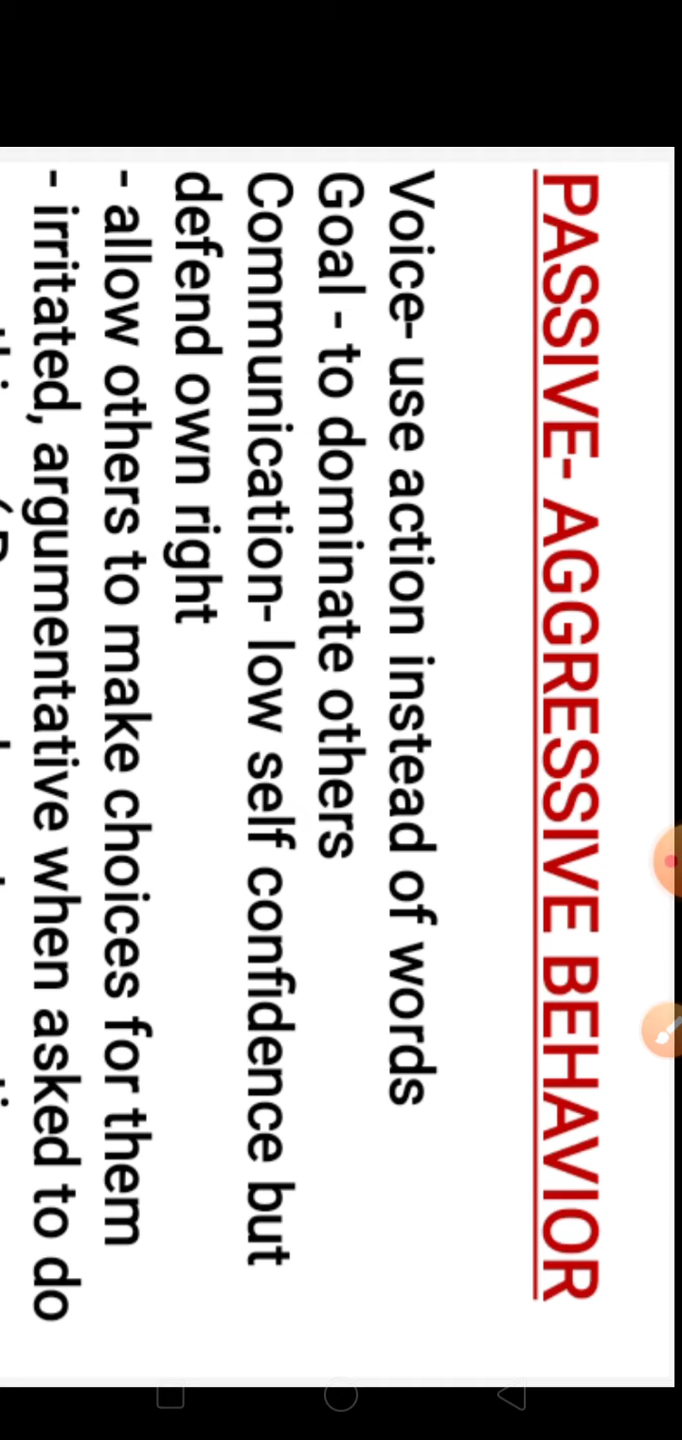 PASSIVE- AGGRESSIVE BEHAVIOR
Voice- use action instead of words
Goal - to dominate others
Communication- low self confidence but
defend own right
- allow others to make choices for them
- irritated, argumentative when asked to do